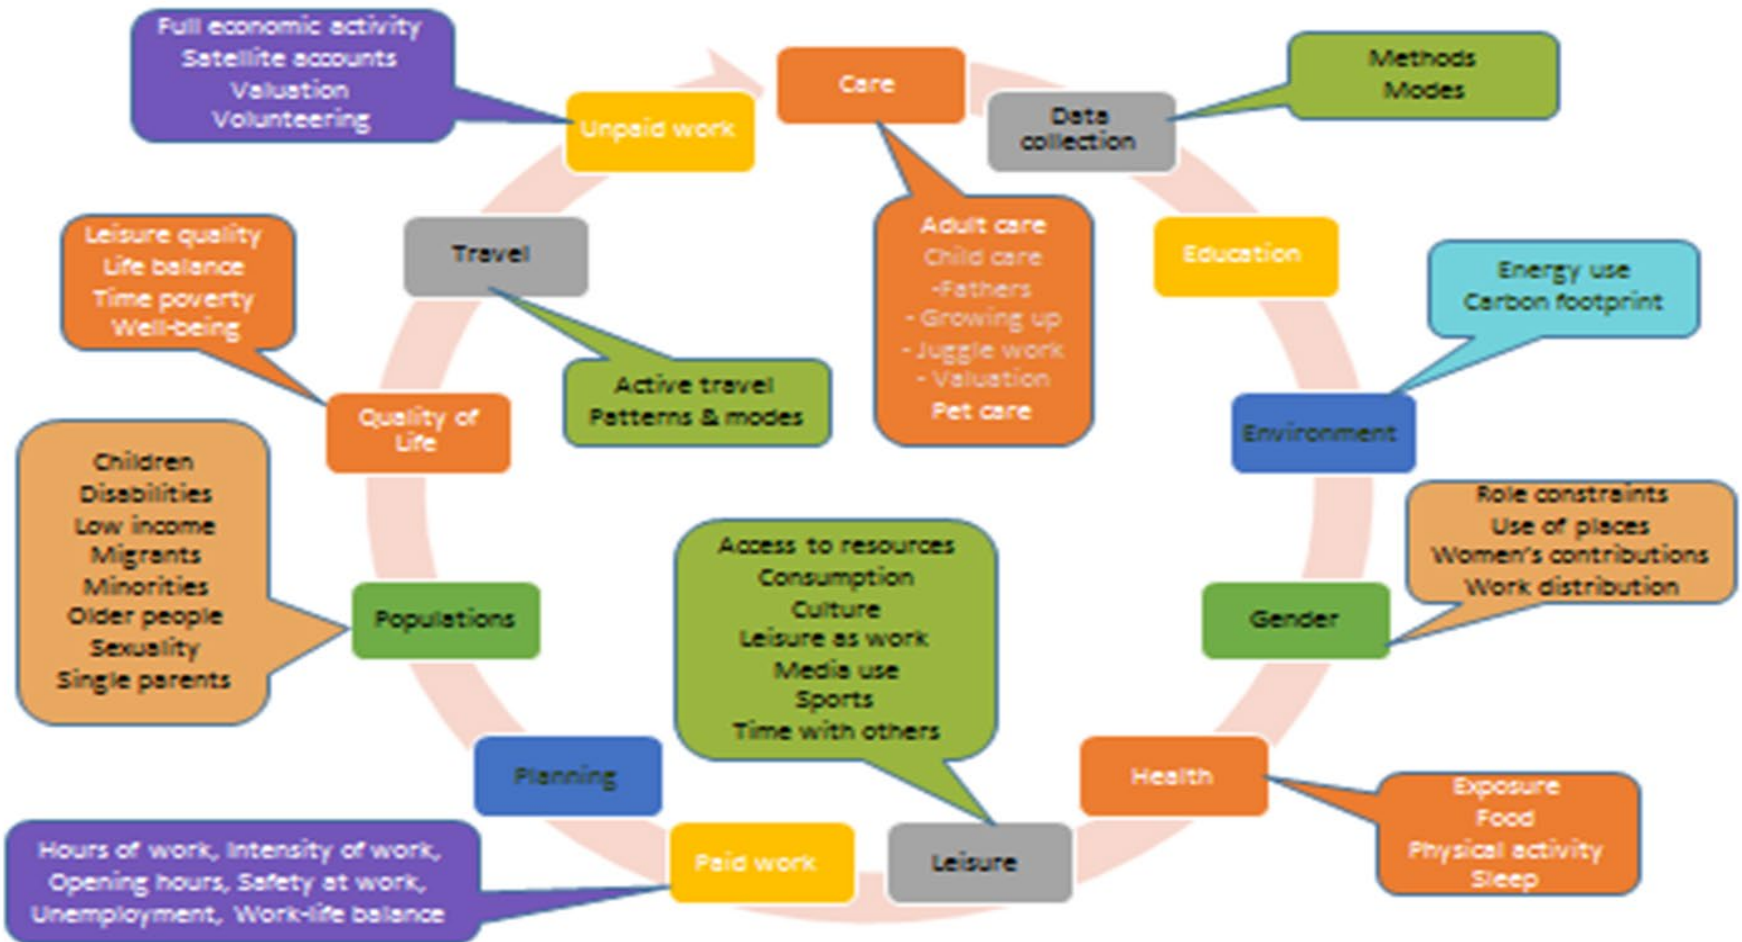 Full economic activity
Satellite accounts
Valuation
Volunteering
Unpaid work
Care
Data
collection
Methods
Modes
Adult care
Child care
-Fathers
- Growing up
- Juggle work
- Valuation
Pet care
Education
Energy use
Carbon footprint
Environment
Role constraints
Use of places
Women's contributions
Work distribution
Gender
Health
Exposure
Food
Physical activity
Sleep
Access to resources
Consumption
Culture
Leisure as work
Media use
Sports
Time with others
Leisure
Paid work
Hours of work, Intensity of work,
Opening hours, Safety at work,
Unemployment, Work-life balance
Planning
Populations
Children
Disabilities
Low income
Migrants
Minorities
Older people
Sexuality
Single parents
Quality of
Life
Leisure quality
Life balance
Time poverty
Well-being
Travel
Active travel
Patterns & modes